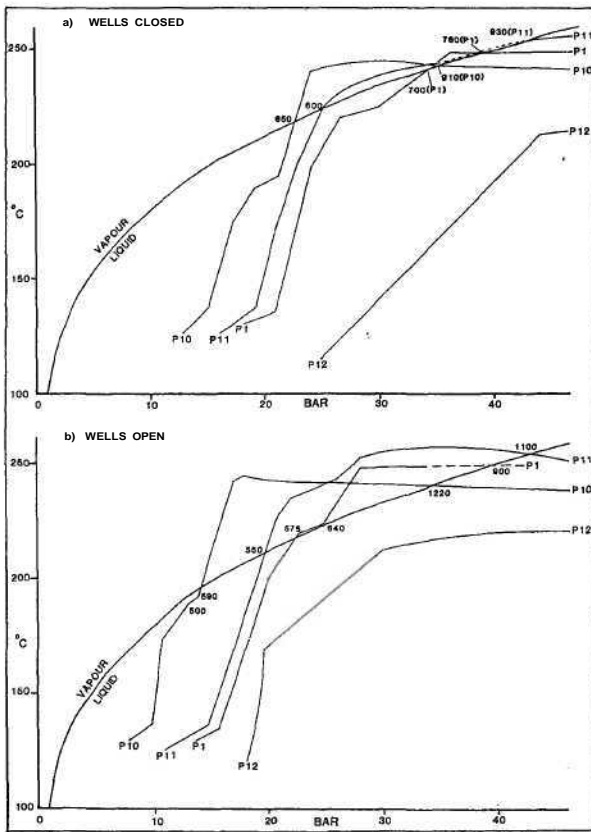 a) WELLS CLOSED
250
200
150
100
°C
VAPOUR
LIQUID
650
600
700(P1)
910(P10)
760(P1)
930(P11)
P11
P1
P10
P12
P10
P11
P1
P12
0 10 20 BAR 30 40
b) WELLS OPEN
250
200
150
100
°C
VAPOUR
LIQUID
590
500
550
575
640
1220
900
1100
P11
P1
P10
P12
P10
P11
P1
P12
0 10 20 BAR 30 40